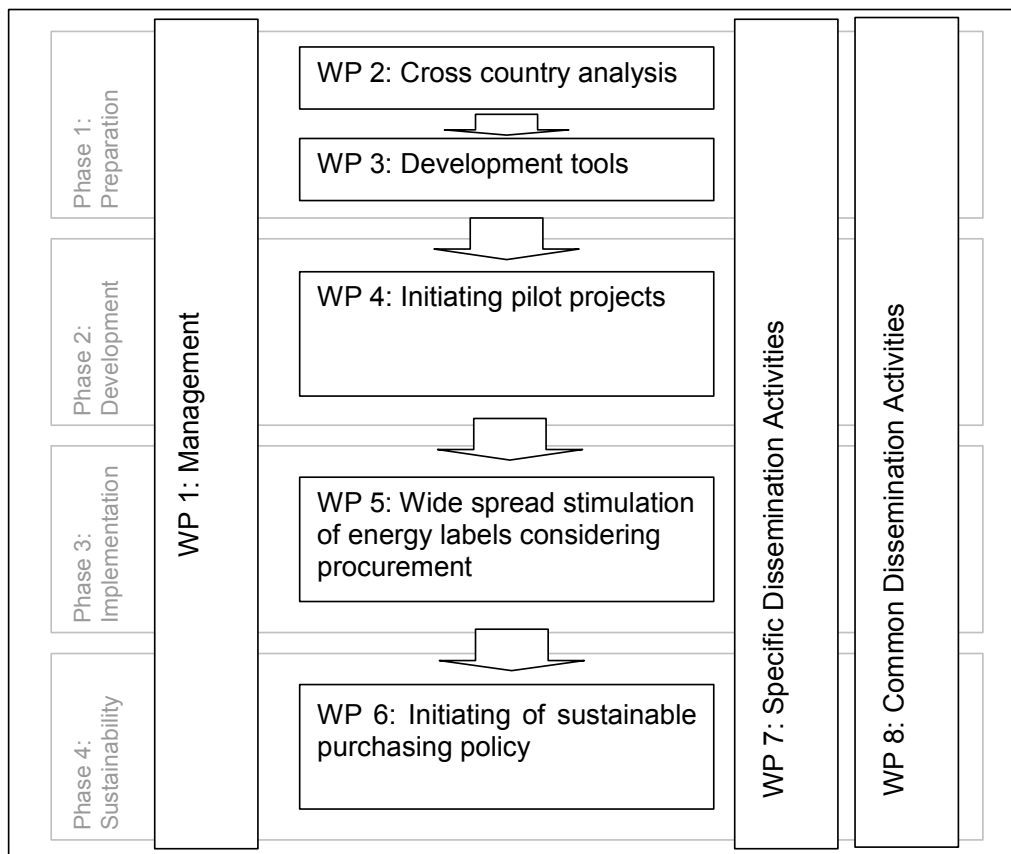 Phase 1:
Preparation
WP 2: Cross country analysis
WP 3: Development tools
Phase 2:
Development
WP 4: Initiating pilot projects
Phase 3:
Implementation
WP 5: Wide spread stimulation
of energy labels considering
procurement
Phase 4:
Sustainability
WP 6: Initiating of sustainable
purchasing policy
WP 1: Management
WP 7: Specific Dissemination Activities
WP 8: Common Dissemination Activities